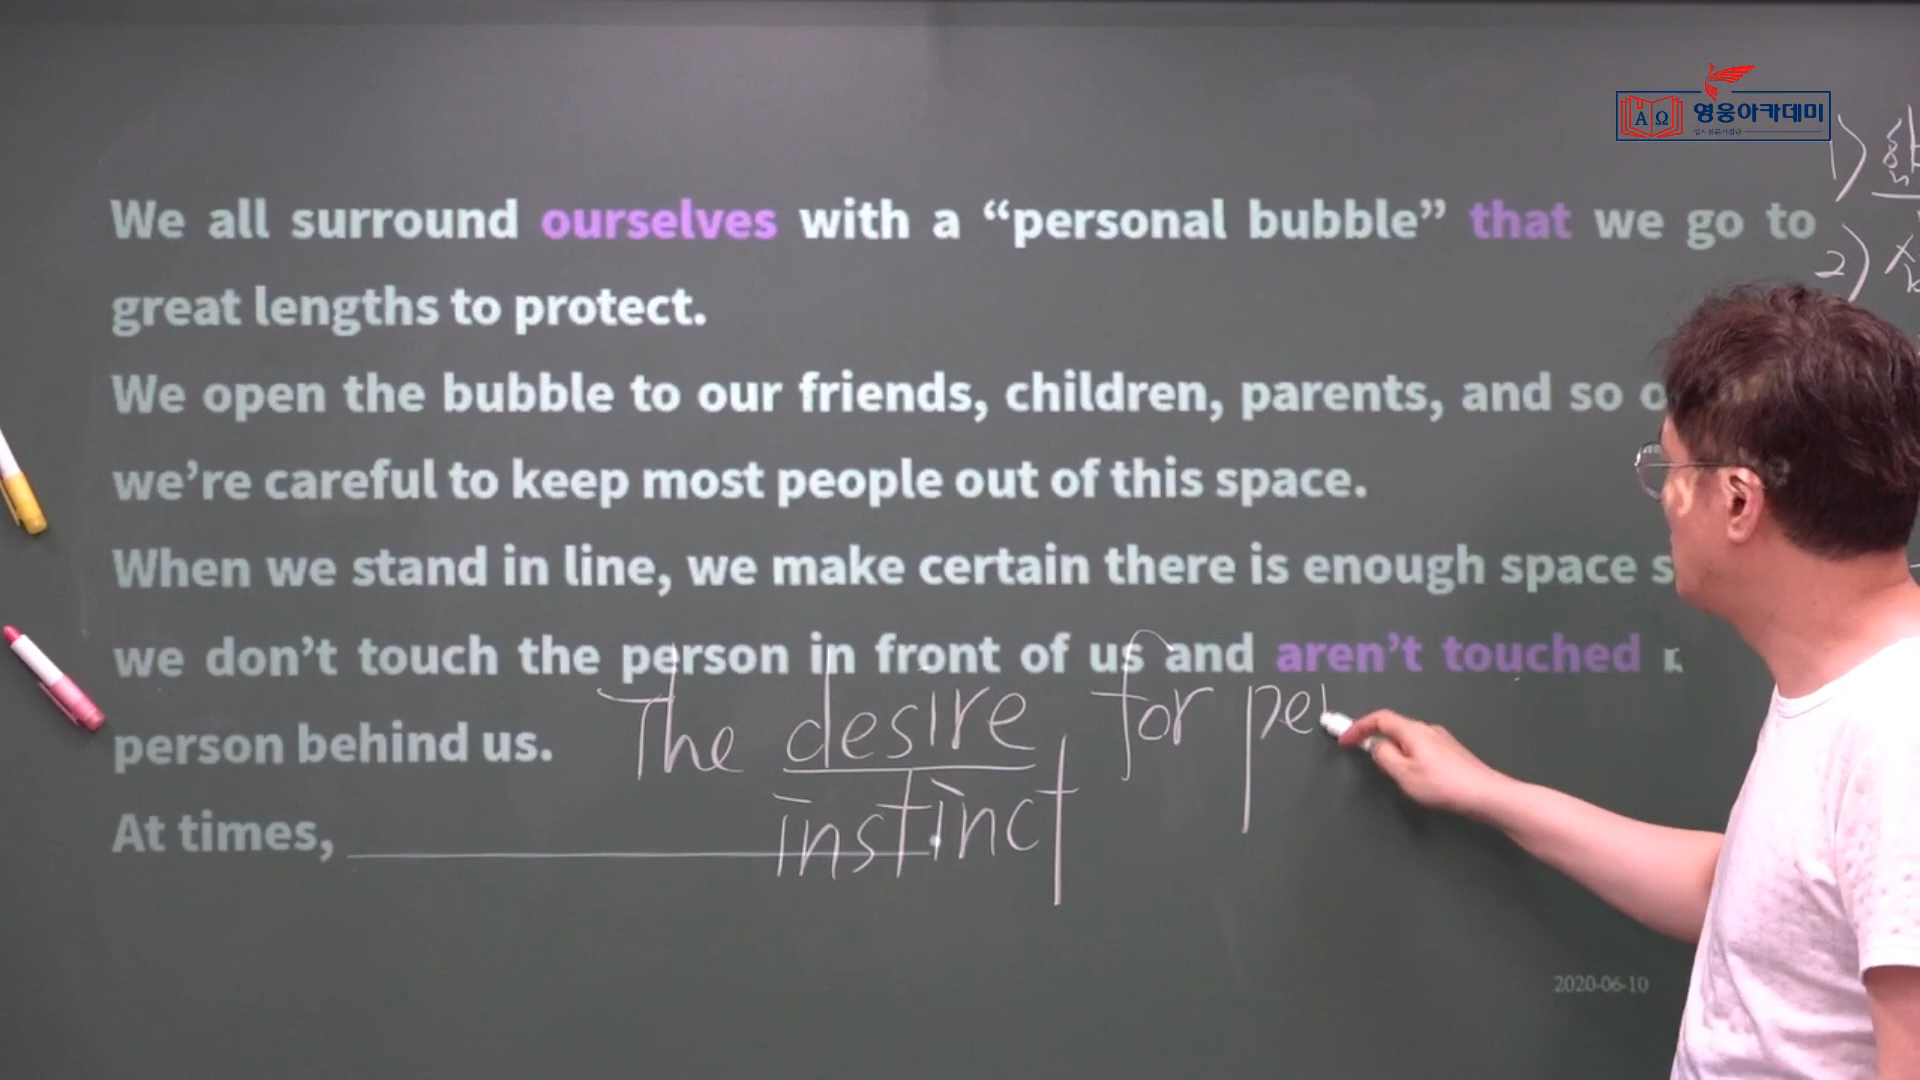 영웅아카데미
We all surround ourselves with a “personal bubble” that we go to
great lengths to protect.
We open the bubble to our friends, children, parents, and so
we’re careful to keep most people out of this space.
When we stand in line, we make certain there is enough space
we don’t touch the person in front of us and aren’t touched
person behind us.
The desire for per
instinct
At times, ____________________.
1)
2)
2020-06-10